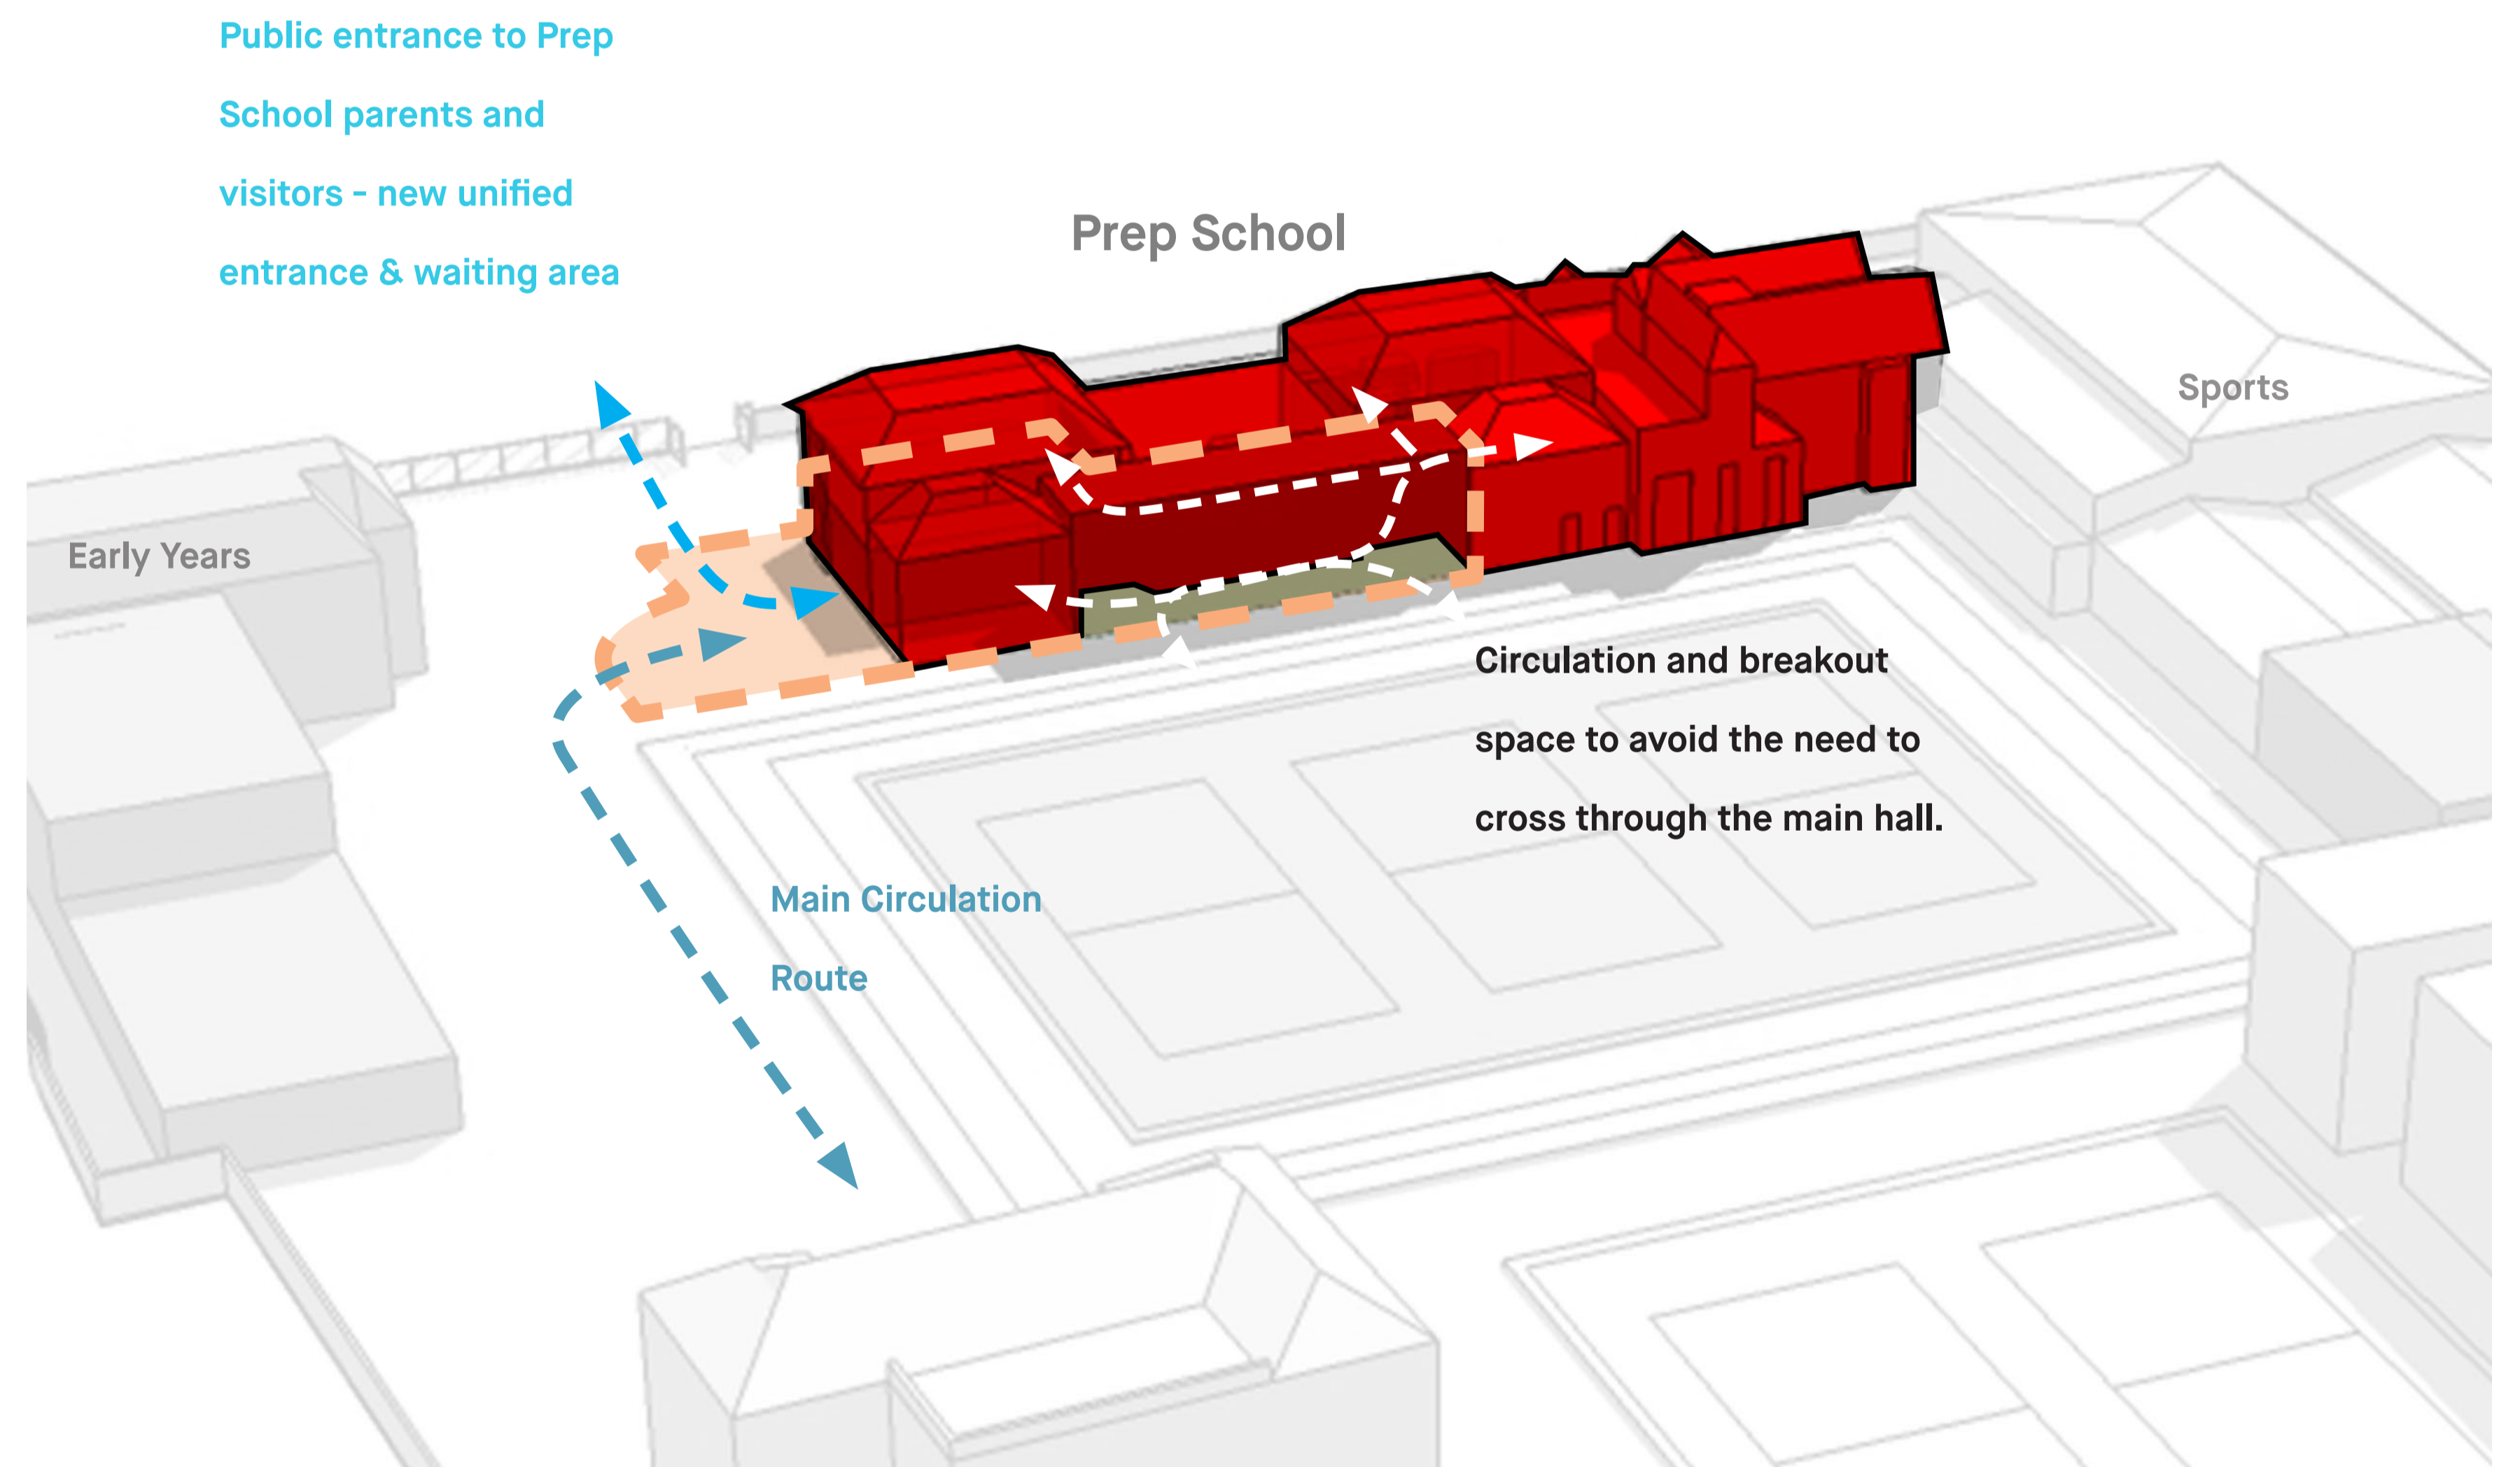 Public entrance to Prep
School parents and
visitors - new unified
entrance & waiting area
Prep School
Sports
Early Years
Circulation and breakout
space to avoid the need to
cross through the main hall.
Main Circulation
Route